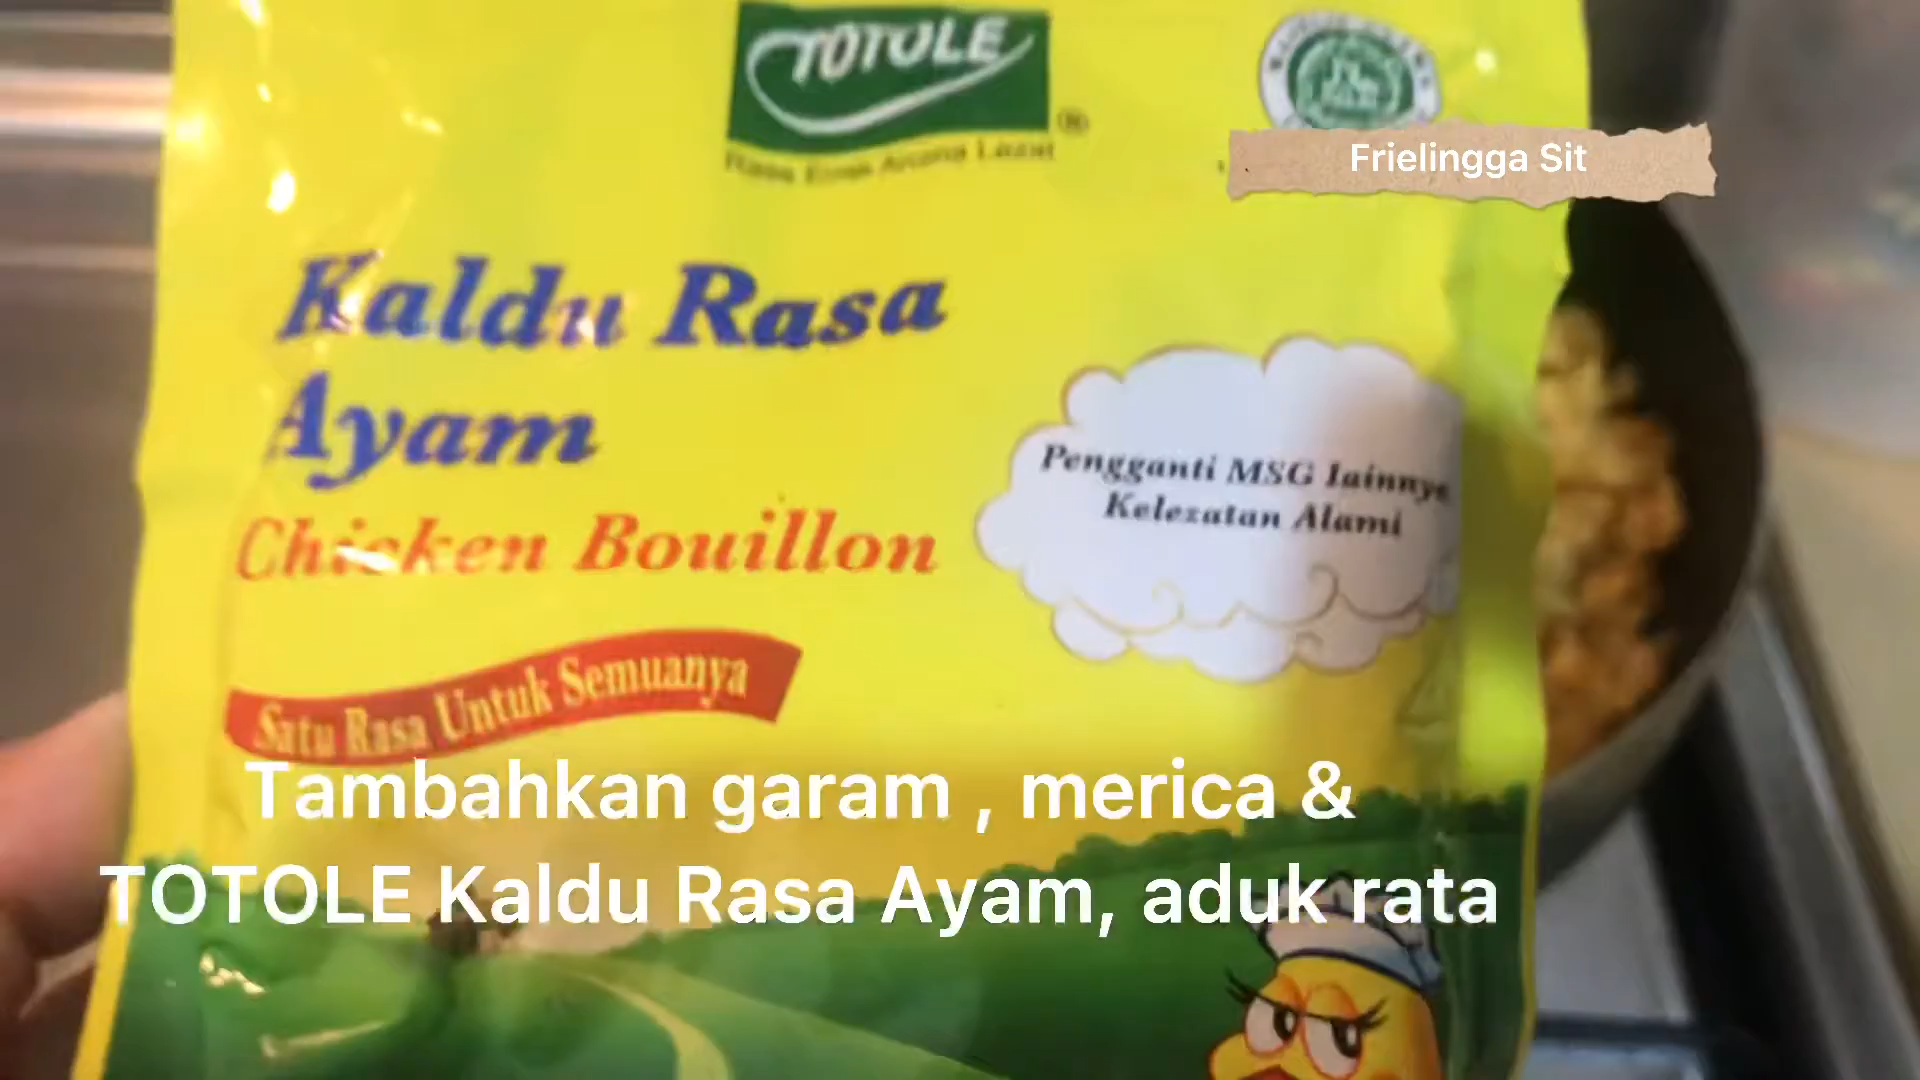 TOTOLE
®
Frielingga Sit
Kaldu Rasa
Ayam
Chicken Bouillon
Pengganti MSG lainnya
Kelezatan Alami
Satu Rasa Untuk Semuanya
Tambahkan garam , merica &
TOTOLE Kaldu Rasa Ayam, aduk rata